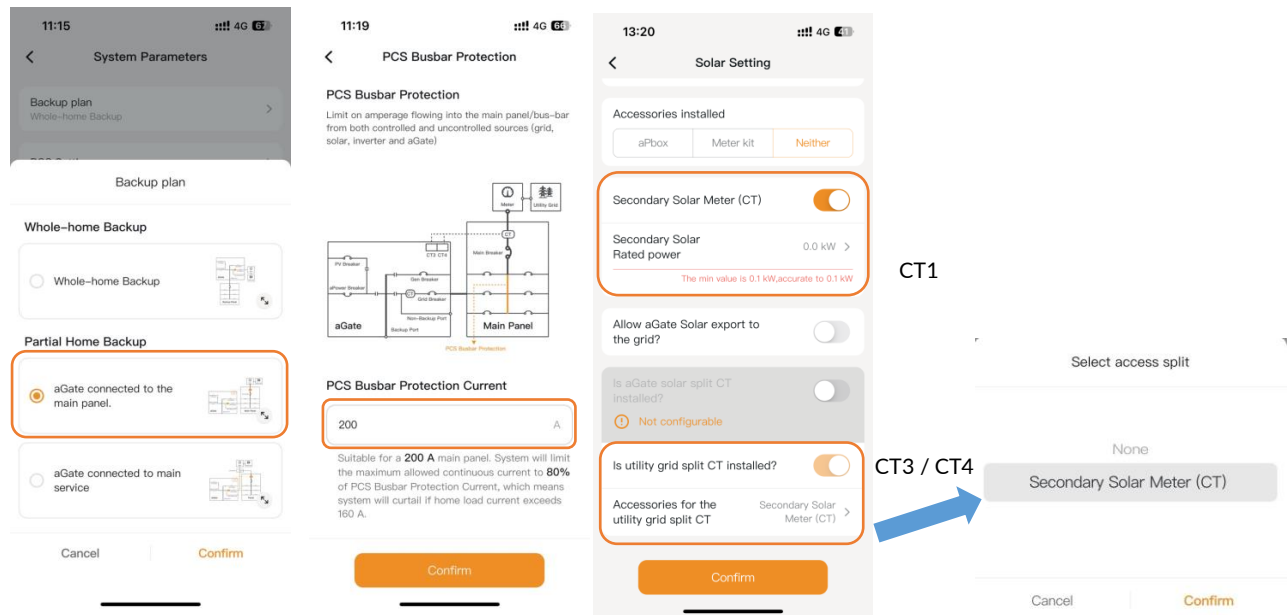 11:15
4G 67
System Parameters
Backup plan
Whole-home Backup
Backup plan
Whole-home Backup
Whole-home Backup
Partial Home Backup
aGate connected to the
main panel.
aGate connected to main
service
Cancel
Confirm
11:19
4G 66
PCS Busbar Protection
PCS Busbar Protection
Limit on amperage flowing into the main panel/bus-bar
from both controlled and uncontrolled sources (grid,
solar, inverter and aGate)
Meter
Utility Grid
CT
CT3 CT4
Main Breaker
PV Breaker
Gen Breaker
aPower Breaker
CT
Grid Breaker
Non-Backup Port
Backup Port
aGate
Main Panel
PCS Busbar Protection
PCS Busbar Protection Current
200 A
Suitable for a 200 A main panel. System will limit
the maximum allowed continuous current to 80%
of PCS Busbar Protection Current, which means
system will curtail if home load current exceeds
160 A.
Confirm
13:20
4G 41
Solar Setting
Accessories installed
aPbox
Meter kit
Neither
Secondary Solar Meter (CT)
Secondary Solar
Rated power
0.0 kW
The min value is 0.1 kW,accurate to 0.1 kW
Allow aGate Solar export to
the grid?
Is aGate solar split CT
installed?
Not configurable
Is utility grid split CT installed?
Accessories for the
utility grid split CT
Secondary Solar
Meter (CT)
Confirm
CT1
CT3 / CT4
Select access split
None
Secondary Solar Meter (CT)
Cancel
Confirm